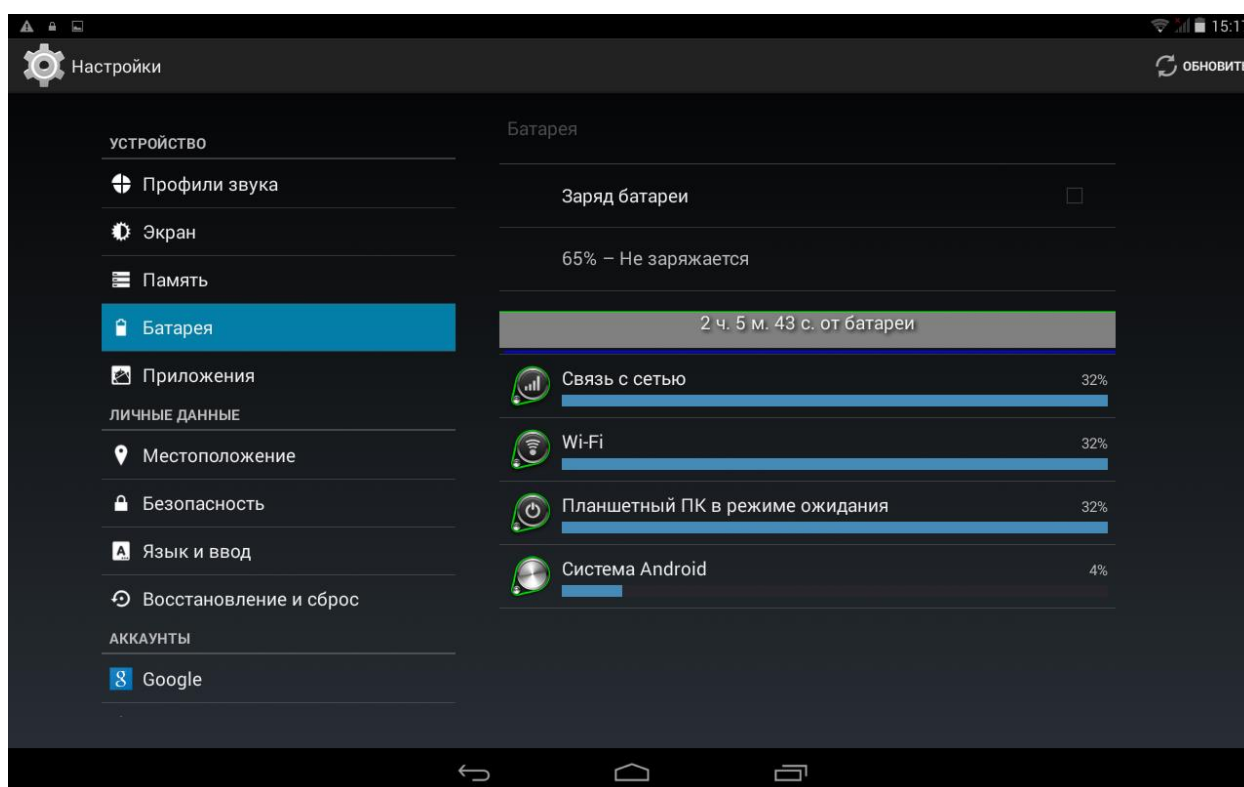 15:17
Настройки
ОБНОВИТЬ
УСТРОЙСТВО
Профили звука
Экран
Память
Батарея
Приложения
ЛИЧНЫЕ ДАННЫЕ
Местоположение
Безопасность
Язык и ввод
Восстановление и сброс
АККАУНТЫ
Google
Батарея
Заряд батареи
65% – Не заряжается
2 ч. 5 м. 43 с. от батареи
Связь с сетью 32%
Wi-Fi 32%
Планшетный ПК в режиме ожидания 32%
Система Android 4%